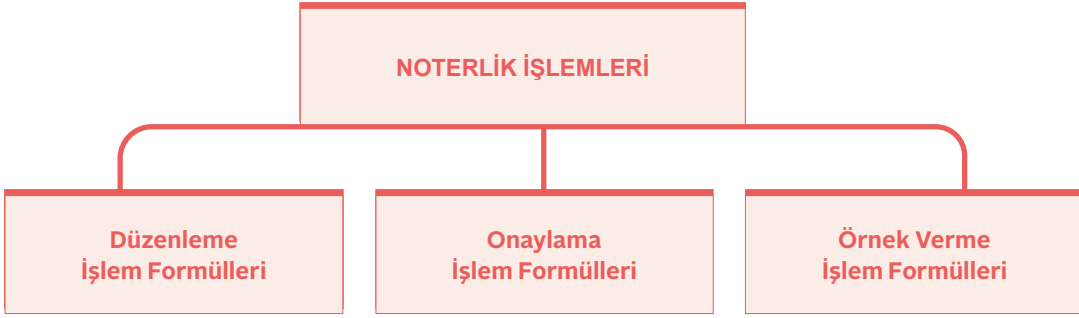 NOTERLİK İŞLEMLERİ
Düzenleme
İşlem Formülleri
Onaylama
İşlem Formülleri
Örnek Verme
İşlem Formülleri